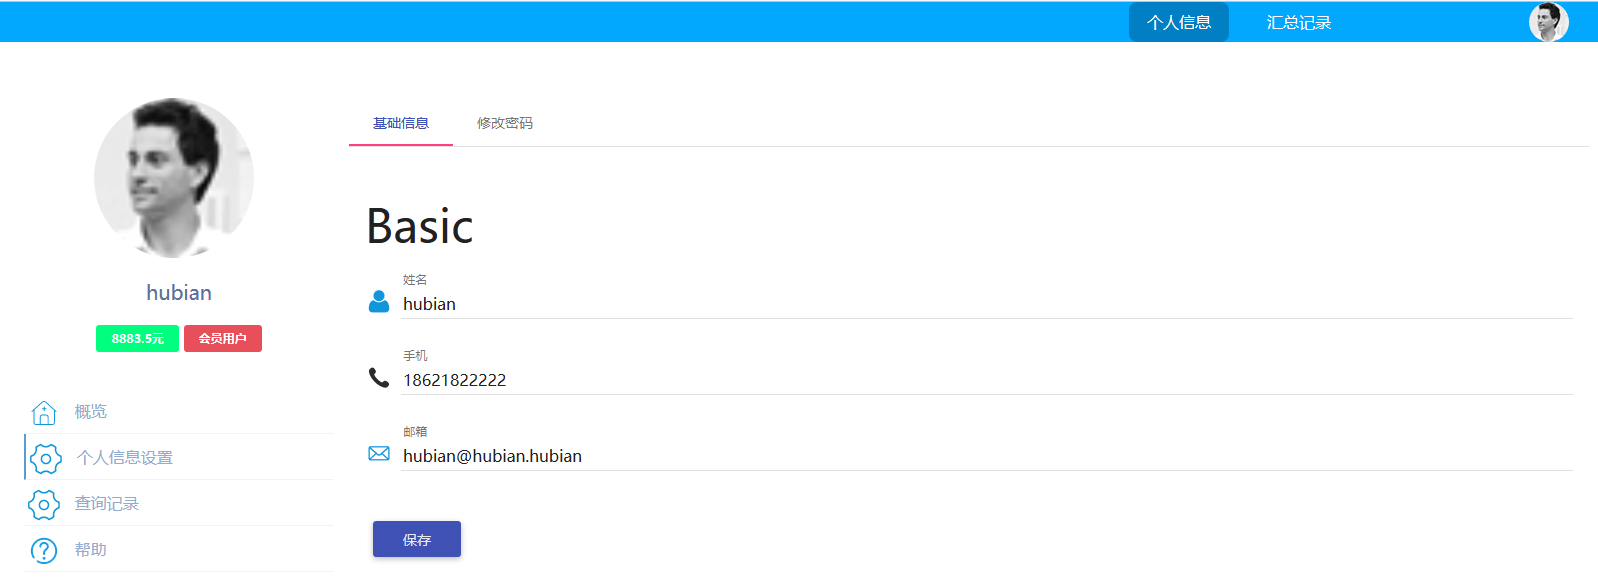 个人信息 汇总记录
基础信息 修改密码
Basic
姓名
hubian
手机
18621822222
邮箱
hubian@hubian.hubian
保存
hubian
8883.5元 会员用户
概览
个人信息设置
查询记录
帮助